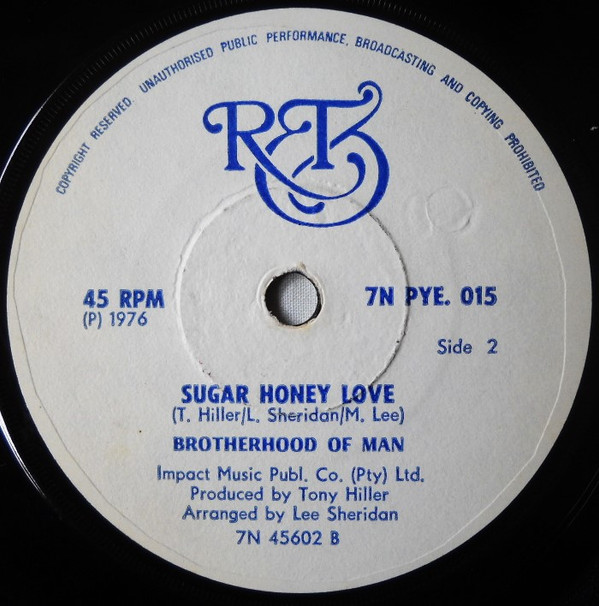 COPYRIGHT RESERVED. UNAUTHORISED PUBLIC PERFORMANCE, BROADCASTING AND COPYING PROHIBITED
R&T
45 RPM
(P) 1976
7N PYE. 015
Side 2
SUGAR HONEY LOVE
(T. Hiller/L. Sheridan/M. Lee)
BROTHERHOOD OF MAN
Impact Music Publ. Co. (Pty) Ltd.
Produced by Tony Hiller
Arranged by Lee Sheridan
7N 45602 B